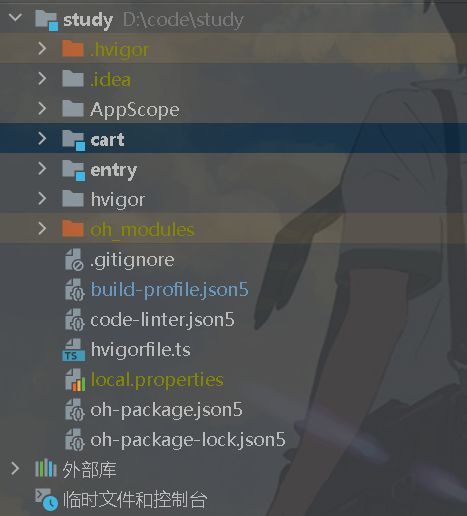 study D:\code\study
.hvigor
.idea
AppScope
cart
entry
hvigor
oh_modules
.gitignore
build-profile.json5
code-linter.json5
hvigorfile.ts
local.properties
oh-package.json5
oh-package-lock.json5
外部库
临时文件和控制台